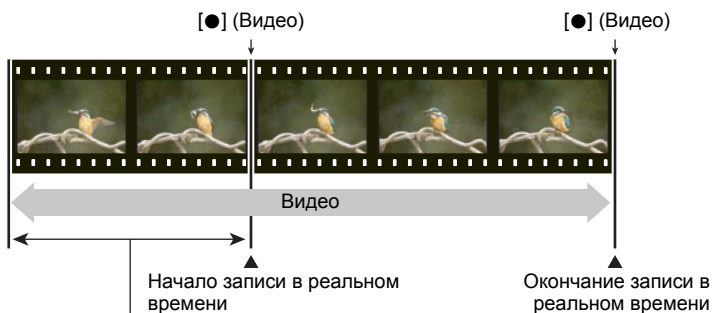 [●] (Видео) [●] (Видео)
Видео
Начало записи в реальном
времени
Окончание записи в
реальном времени